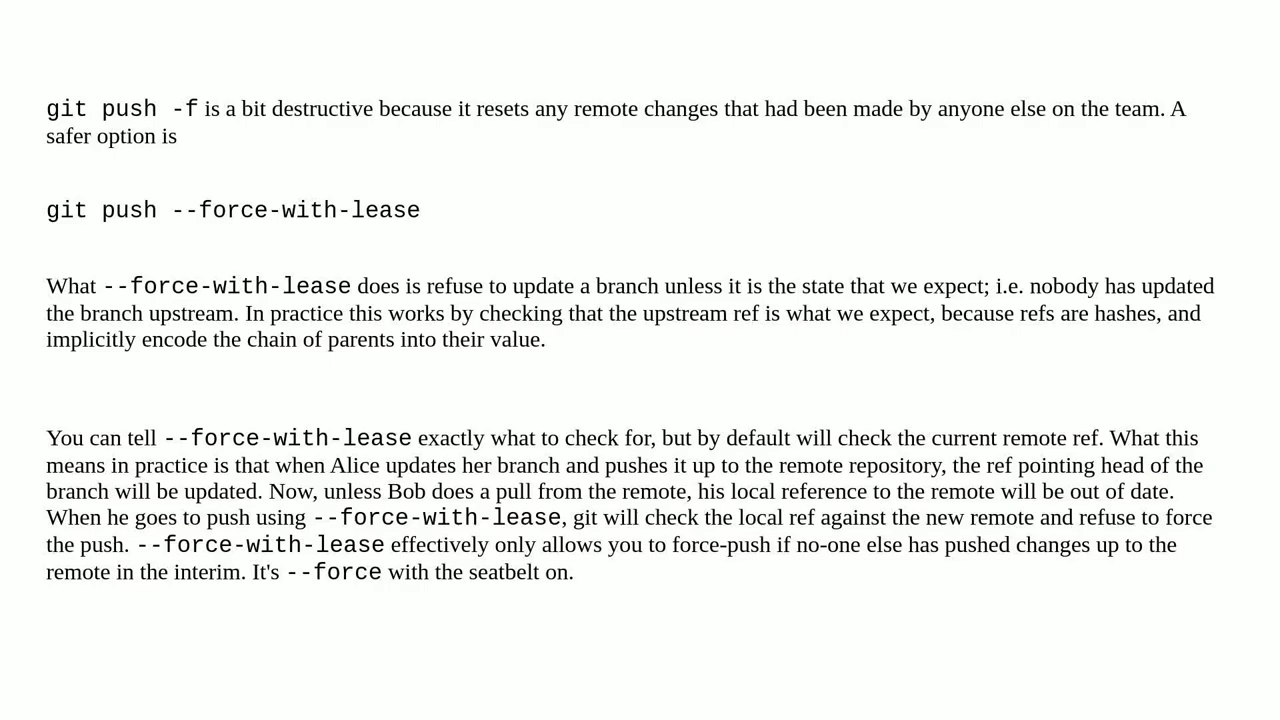 git push -f is a bit destructive because it resets any remote changes that had been made by anyone else on the team. A
safer option is
git push --force-with-lease
What --force-with-lease does is refuse to update a branch unless it is the state that we expect; i.e. nobody has updated
the branch upstream. In practice this works by checking that the upstream ref is what we expect, because refs are hashes, and
implicitly encode the chain of parents into their value.
You can tell --force-with-lease exactly what to check for, but by default will check the current remote ref. What this
means in practice is that when Alice updates her branch and pushes it up to the remote repository, the ref pointing head of the
branch will be updated. Now, unless Bob does a pull from the remote, his local reference to the remote will be out of date.
When he goes to push using --force-with-lease, git will check the local ref against the new remote and refuse to force
the push. --force-with-lease effectively only allows you to force-push if no-one else has pushed changes up to the
remote in the interim. It's --force with the seatbelt on.